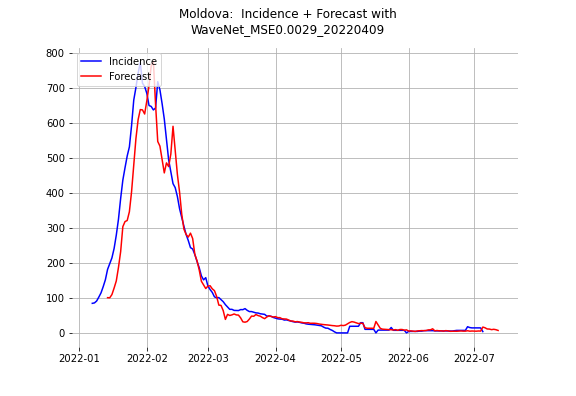 Moldova:  Incidence + Forecast with
WaveNet_MSE0.0029_20220409
Incidence
Forecast
800
700
600
500
400
300
200
100
0
2022-01 2022-02 2022-03 2022-04 2022-05 2022-06 2022-07